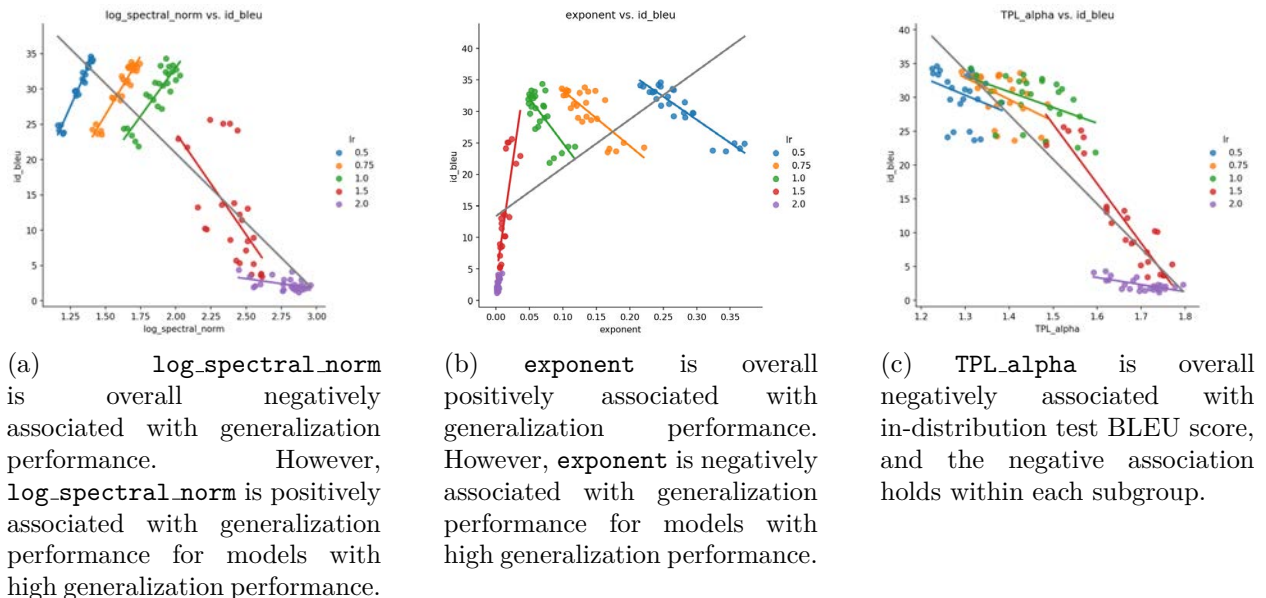 log_spectral_norm vs. id_bleu
35
30
25
20
15
10
5
0
id_bleu
1.25 1.50 1.75 2.00 2.25 2.50 2.75 3.00
log_spectral_norm
lr
0.5
0.75
1.0
1.5
2.0
exponent vs. id_bleu
40
35
30
25
20
15
10
5
0
id_bleu
0.00 0.05 0.10 0.15 0.20 0.25 0.30 0.35
exponent
lr
0.5
0.75
1.0
1.5
2.0
TPL_alpha vs. id_bleu
40
35
30
25
20
15
10
5
0
id_bleu
1.2 1.3 1.4 1.5 1.6 1.7 1.8
TPL_alpha
lr
0.5
0.75
1.0
1.5
2.0
(a) log_spectral_norm
is overall negatively
associated with generalization
performance. However,
log_spectral_norm is positively
associated with generalization
performance for models with
high generalization performance.
(b) exponent is overall
positively associated with
generalization performance.
However, exponent is negatively
associated with generalization
performance for models with
high generalization performance.
(c) TPL_alpha is overall
negatively associated with
in-distribution test BLEU score,
and the negative association
holds within each subgroup.